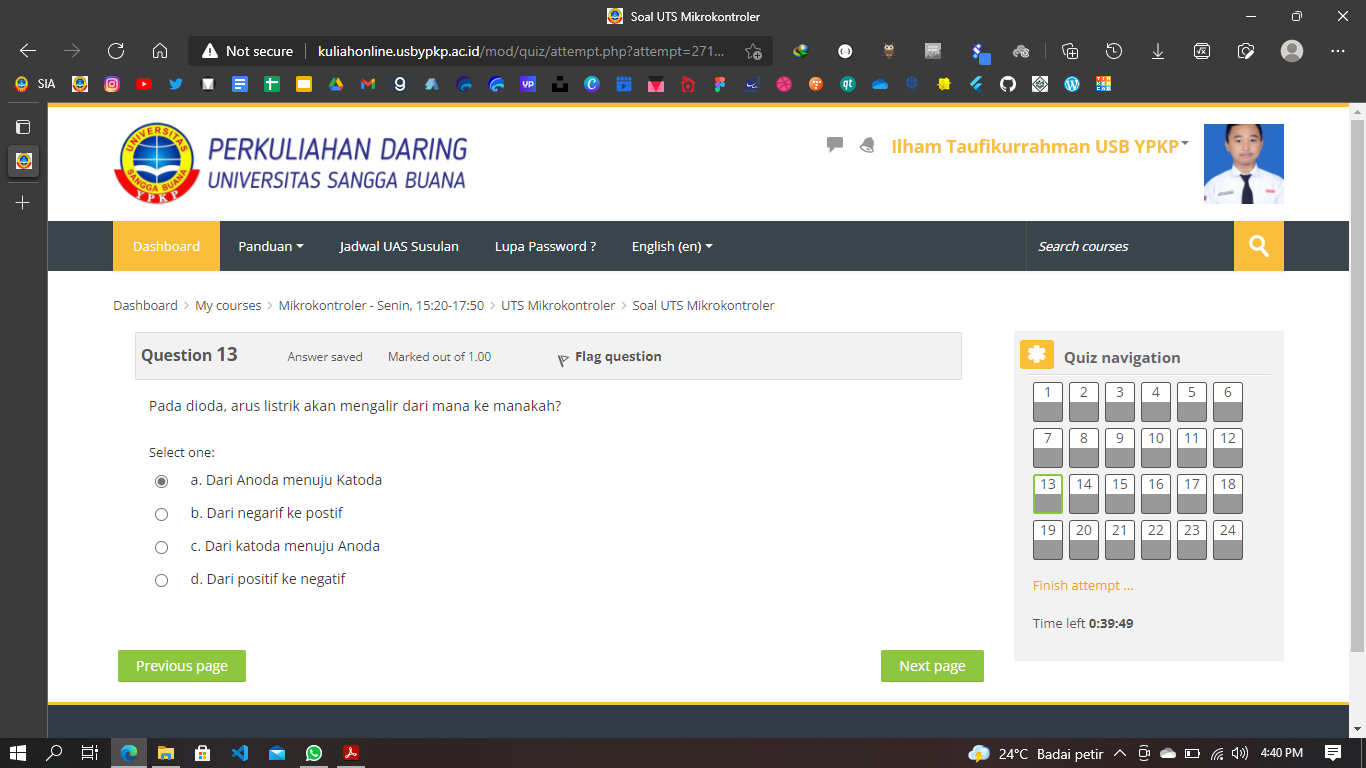 Soal UTS Mikrokontroler
Not secure
kuliahonline.usbypkp.ac.id/mod/quiz/attempt.php?attempt=271...
SIA
UNIVERSITAS
SANGGA BUANA
YPKP
PERKULIAHAN DARING
UNIVERSITAS SANGGA BUANA
Ilham Taufikurrahman USB YPKP
Dashboard
Panduan
Jadwal UAS Susulan
Lupa Password ?
English (en)
Search courses
Dashboard > My courses > Mikrokontroler - Senin, 15:20-17:50 > UTS Mikrokontroler > Soal UTS Mikrokontroler
Question 13
Answer saved
Marked out of 1.00
Flag question
Pada dioda, arus listrik akan mengalir dari mana ke manakah?
Select one:
a. Dari Anoda menuju Katoda
b. Dari negarif ke postif
c. Dari katoda menuju Anoda
d. Dari positif ke negatif
Previous page
Next page
Quiz navigation
1 2 3 4 5 6
7 8 9 10 11 12
13 14 15 16 17 18
19 20 21 22 23 24
Finish attempt ...
Time left 0:39:49
24°C Badai petir
4:40 PM